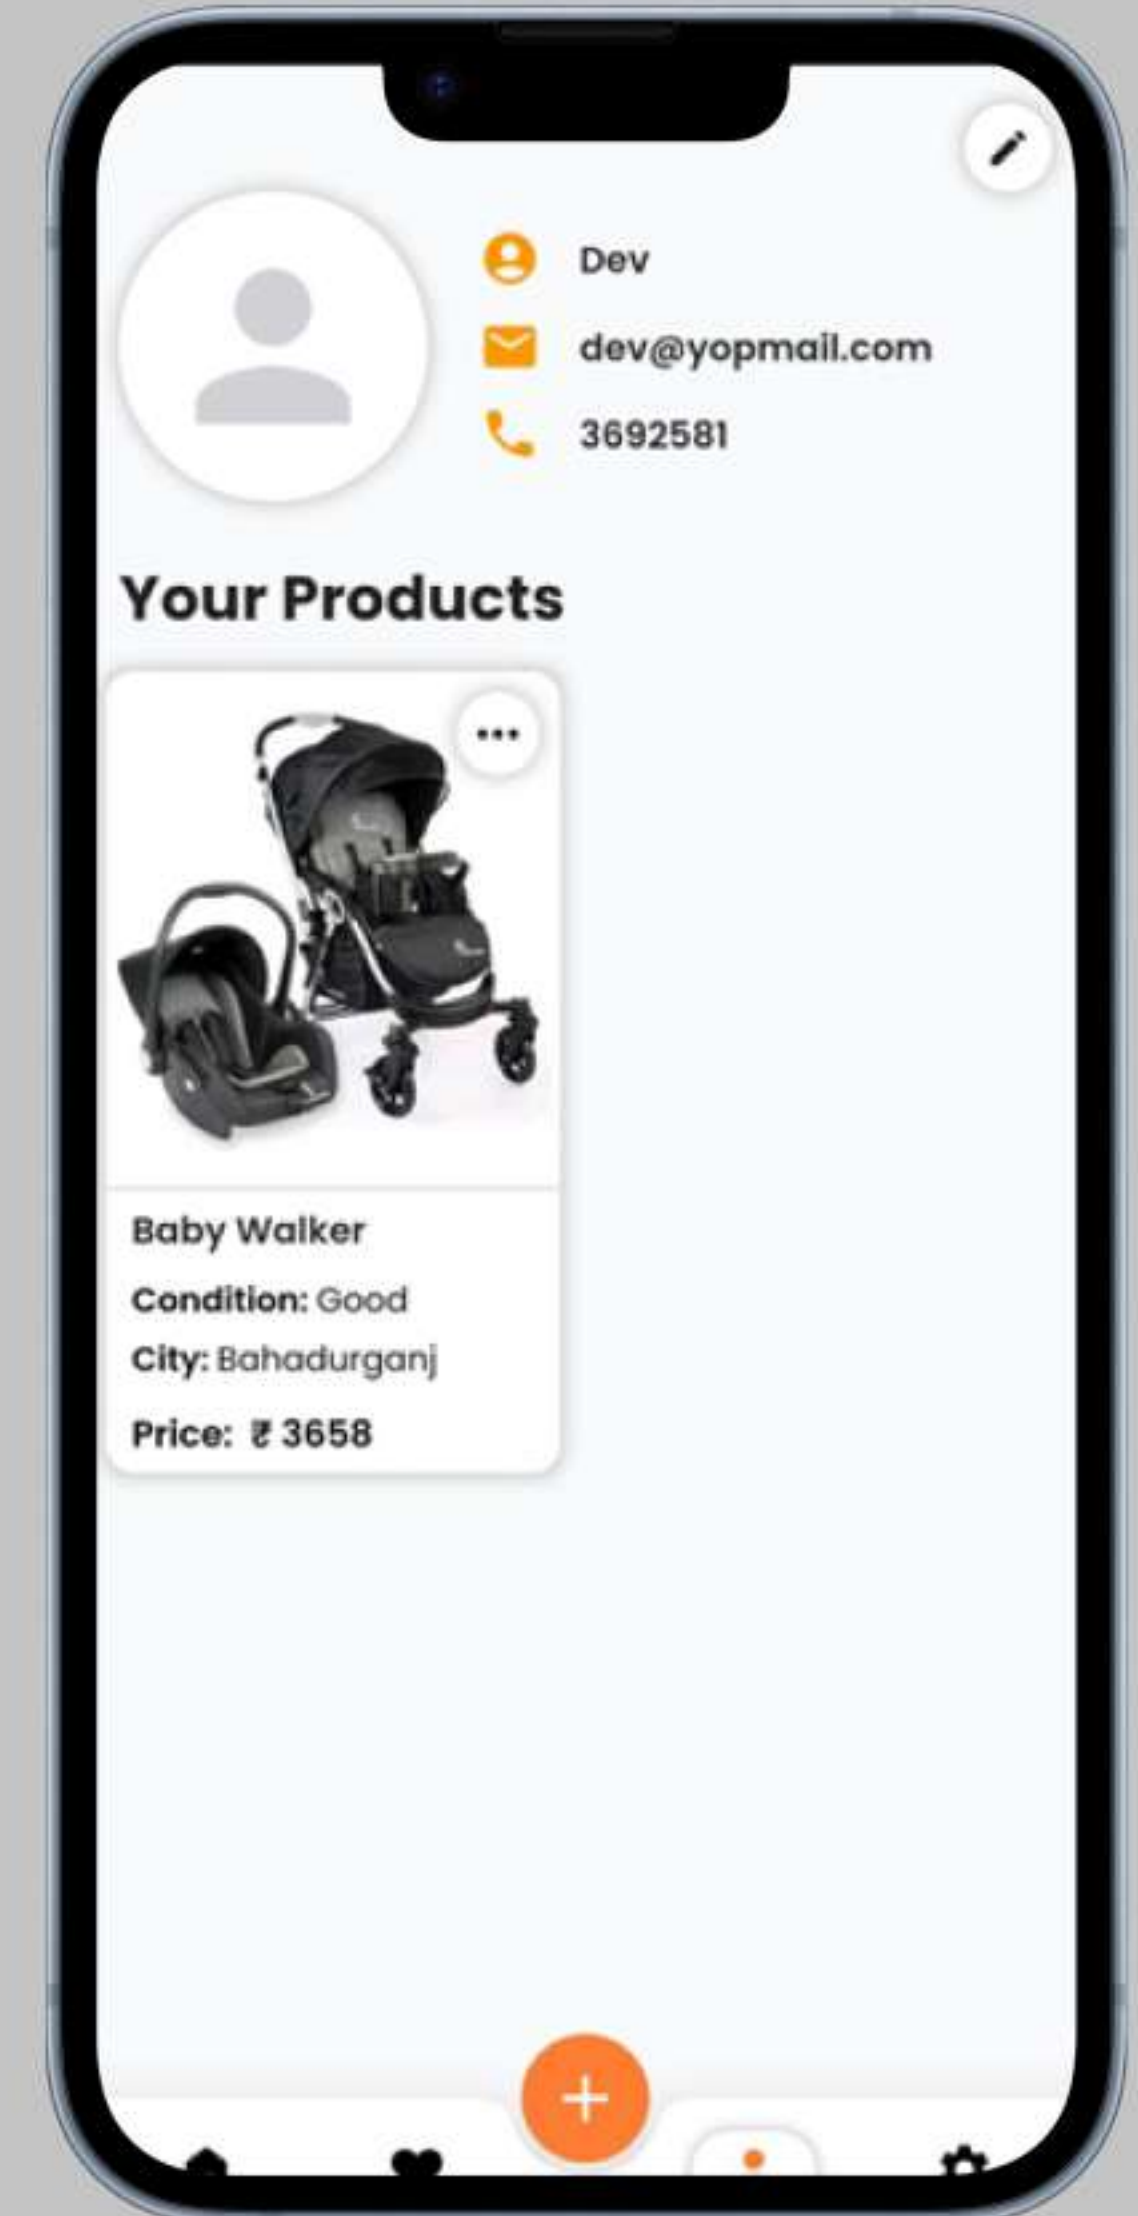 Dev
dev@yopmail.com
3692581
Your Products
Baby Walker
Condition: Good
City: Bahadurganj
Price: ₹ 3658